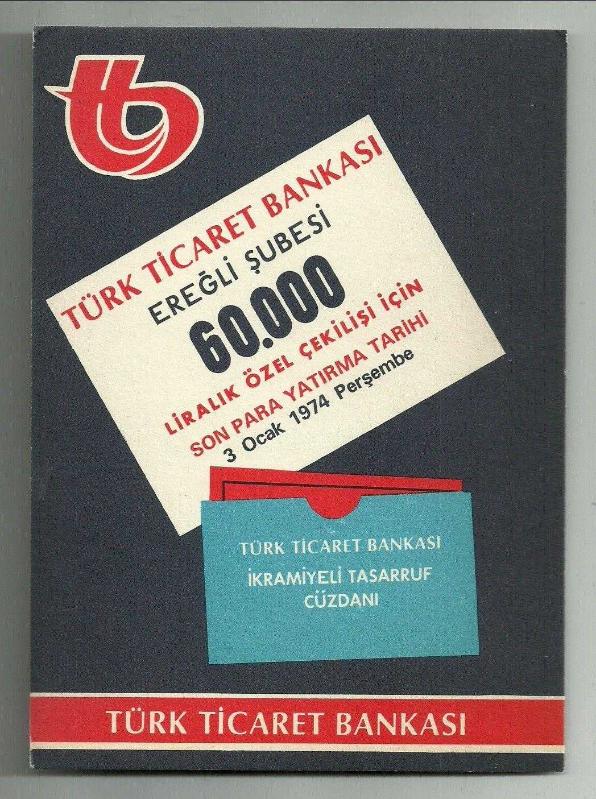 TÜRK TİCARET BANKASI
EREĞLİ ŞUBESİ
60.000
LİRALIK ÖZEL ÇEKİLİŞİ İÇİN
SON PARA YATIRMA TARİHİ
3 Ocak 1974 Perşembe
TÜRK TİCARET BANKASI
İKRAMİYELİ TASARRUF
CÜZDANI
TÜRK TİCARET BANKASI